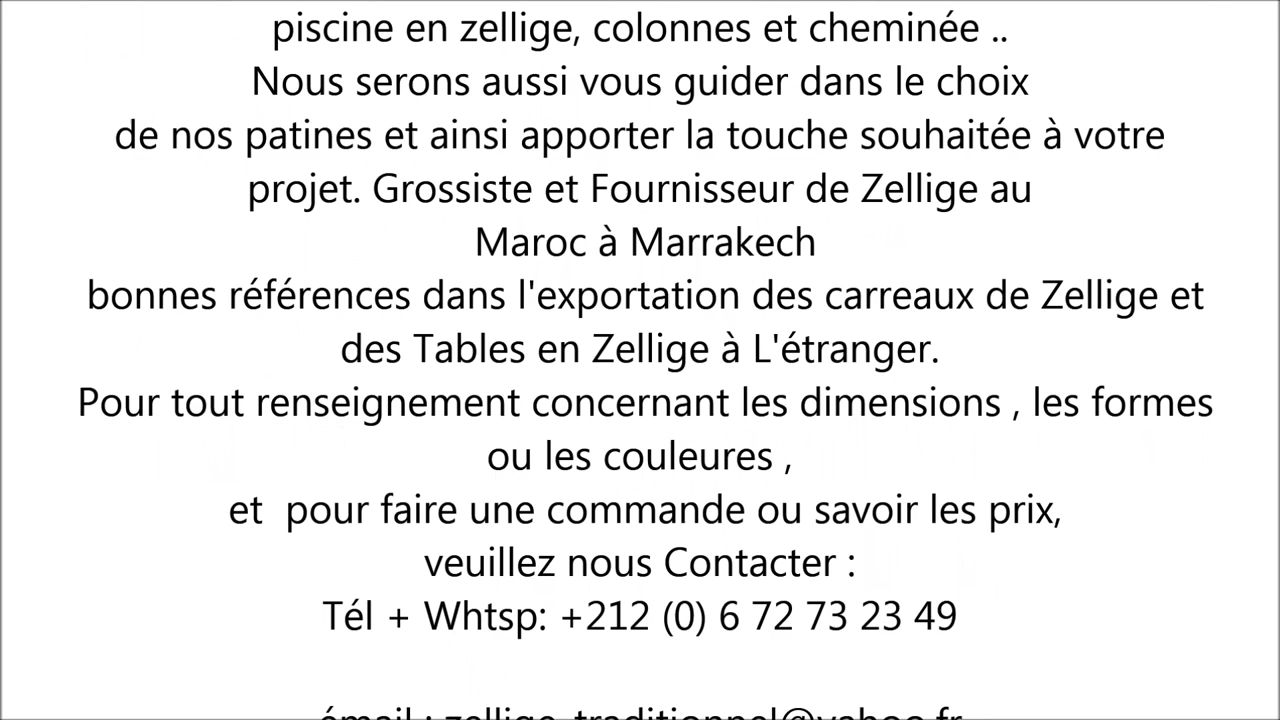 piscine en zellige, colonnes et cheminée ..
Nous serons aussi vous guider dans le choix
de nos patines et ainsi apporter la touche souhaitée à votre
projet. Grossiste et Fournisseur de Zellige au
Maroc à Marrakech
bonnes références dans l'exportation des carreaux de Zellige et
des Tables en Zellige à L'étranger.
Pour tout renseignement concernant les dimensions , les formes
ou les couleures ,
et  pour faire une commande ou savoir les prix,
veuillez nous Contacter :
Tél + Whtsp: +212 (0) 6 72 73 23 49
émail : zellige_traditionnel@yahoo.fr